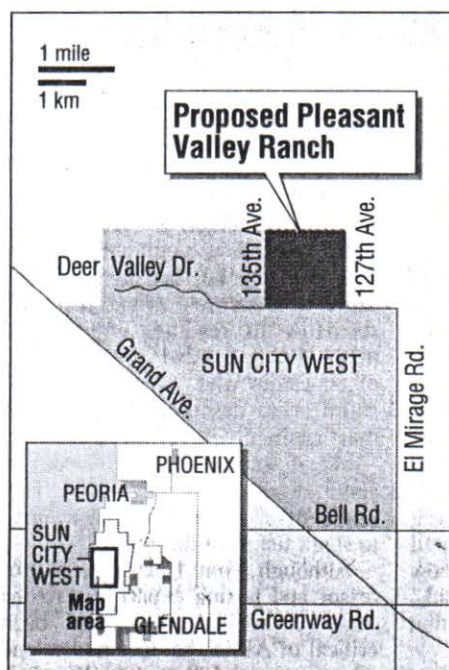 1 mile
1 km
Proposed Pleasant
Valley Ranch
135th Ave.
127th Ave.
Deer Valley Dr.
SUN CITY WEST
Grand Ave.
El Mirage Rd.
Bell Rd.
Greenway Rd.
PHOENIX
PEORIA
SUN
CITY
WEST
Map
area
GLENDALE